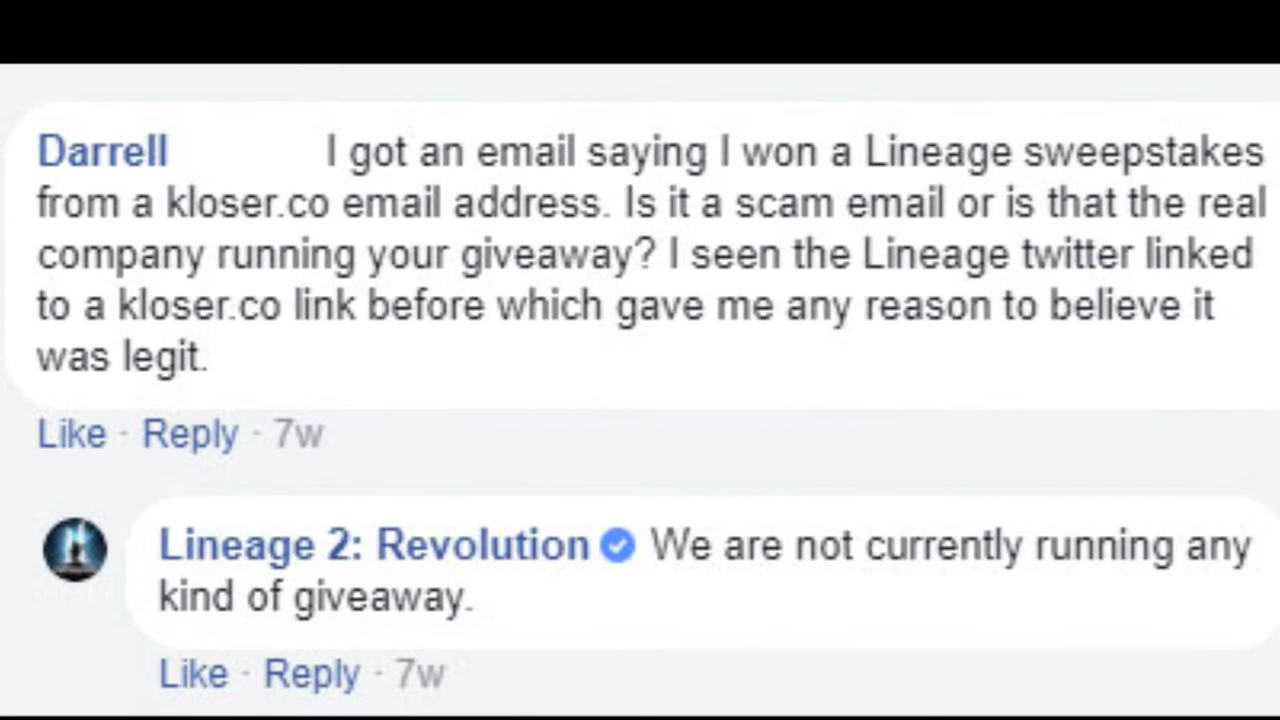 Darrell I got an email saying I won a Lineage sweepstakes
from a kloser.co email address. Is it a scam email or is that the real
company running your giveaway? I seen the Lineage twitter linked
to a kloser.co link before which gave me any reason to believe it
was legit.
Like · Reply · 7w
Lineage 2: Revolution We are not currently running any
kind of giveaway.
Like · Reply · 7w